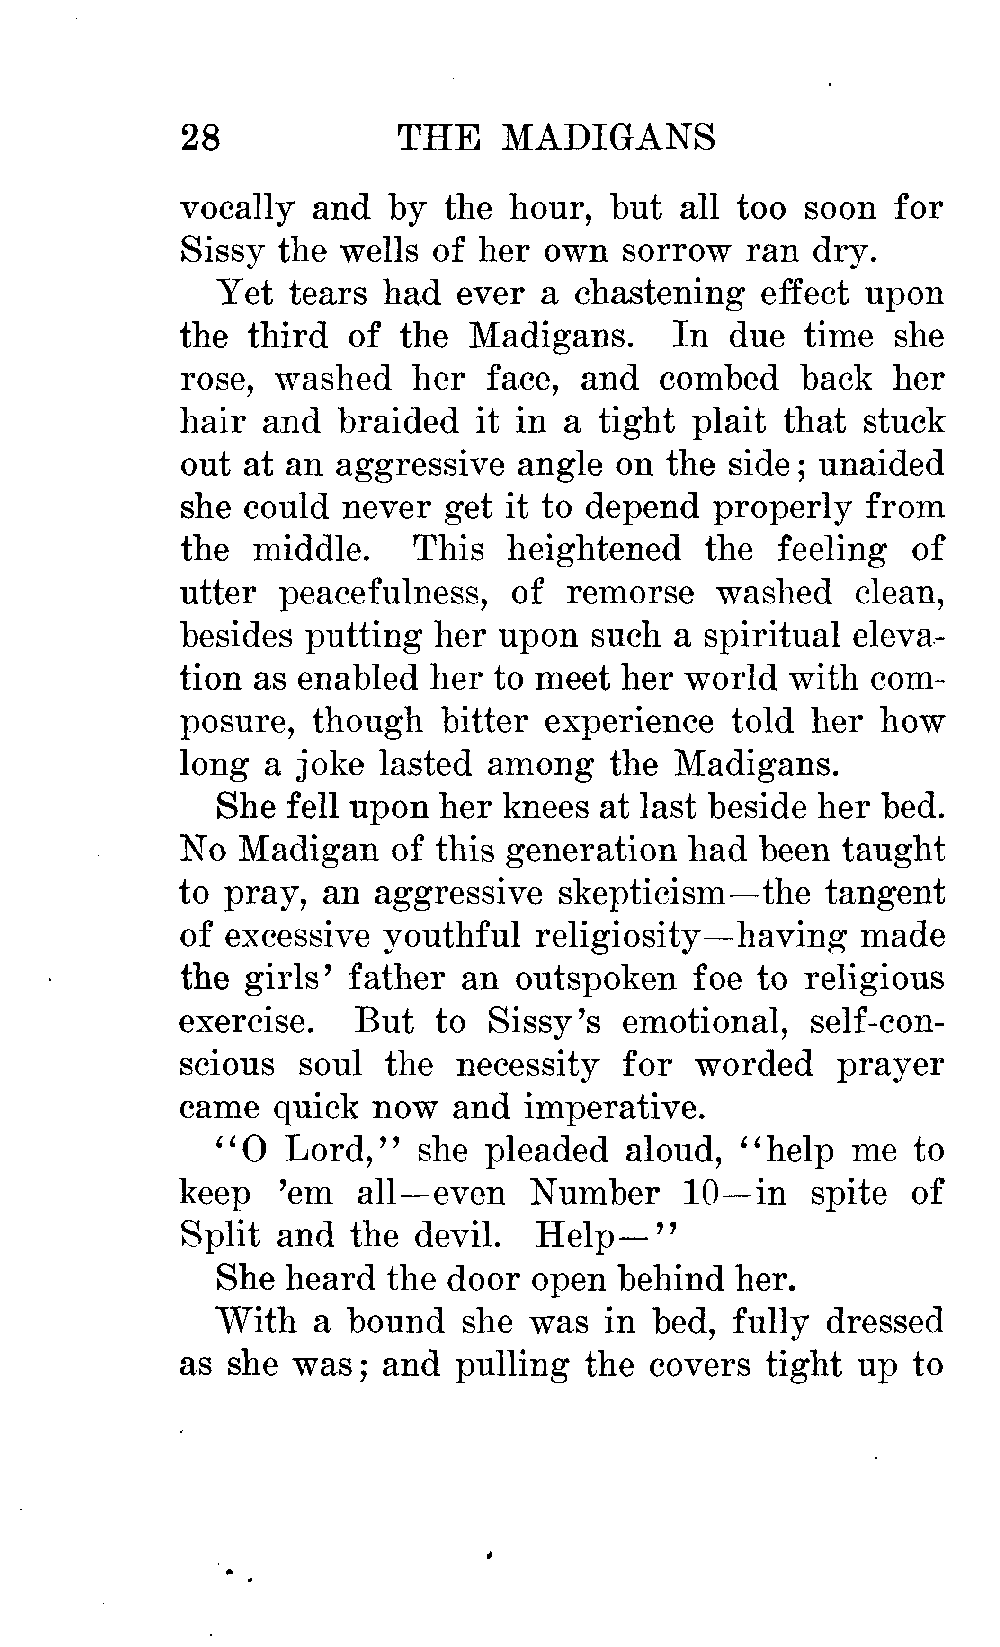 28 THE MADIGANS
vocally and by the hour, but all too soon for
Sissy the wells of her own sorrow ran dry.
Yet tears had ever a chastening effect upon
the third of the Madigans. In due time she
rose, washed her face, and combed back her
hair and braided it in a tight plait that stuck
out at an aggressive angle on the side; unaided
she could never get it to depend properly from
the middle. This heightened the feeling of
utter peacefulness, of remorse washed clean,
besides putting her upon such a spiritual eleva-
tion as enabled her to meet her world with com-
posure, though bitter experience told her how
long a joke lasted among the Madigans.
She fell upon her knees at last beside her bed.
No Madigan of this generation had been taught
to pray, an aggressive skepticism—the tangent
of excessive youthful religiosity—having made
the girls' father an outspoken foe to religious
exercise. But to Sissy's emotional, self-con-
scious soul the necessity for worded prayer
came quick now and imperative.
"O Lord," she pleaded aloud, "help me to
keep 'em all—even Number 10—in spite of
Split and the devil. Help—"
She heard the door open behind her.
With a bound she was in bed, fully dressed
as she was; and pulling the covers tight up to